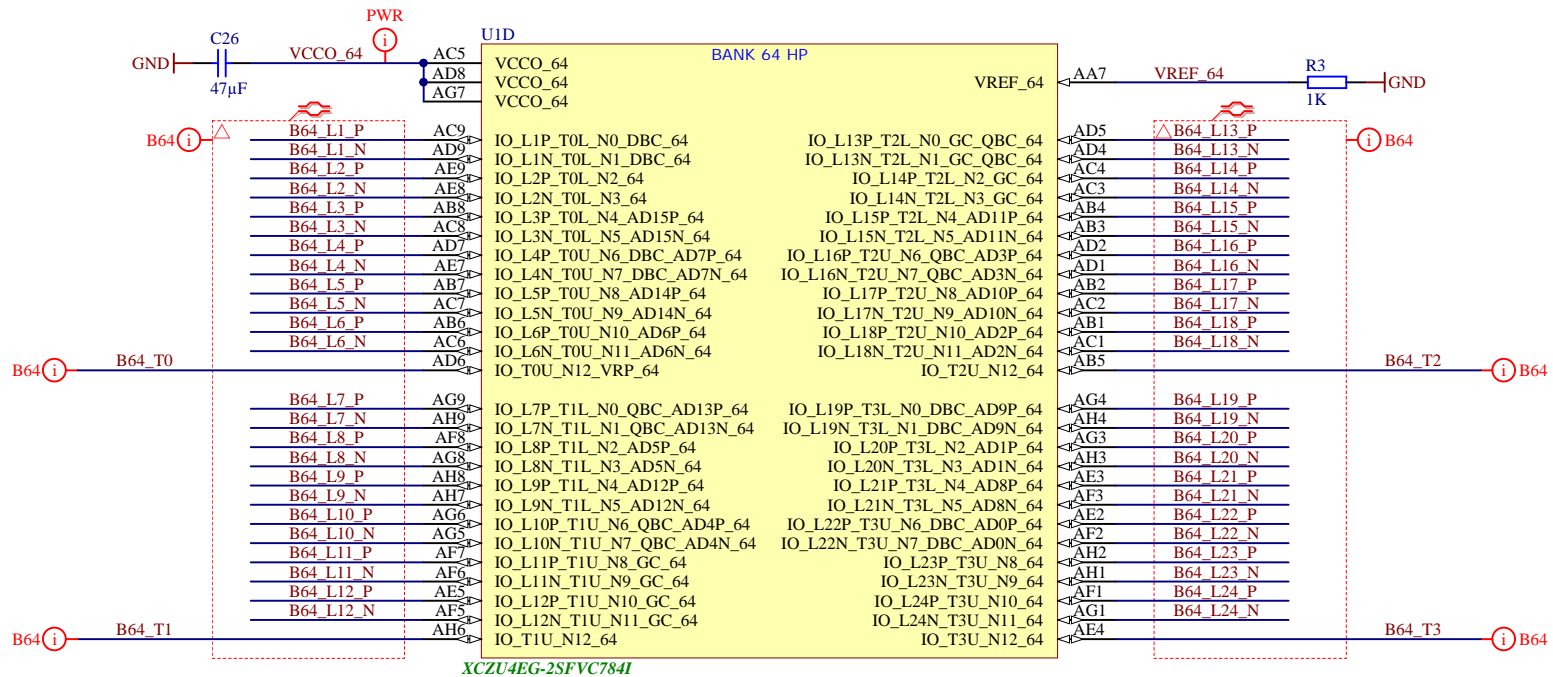 PWR
i
C26
GND
VCCO_64
47µF
U1D
BANK 64 HP
AC5 VCCO_64
AD8 VCCO_64
AG7 VCCO_64
VREF_64 AA7 VREF_64 R3 GND
1K
B64 i
B64_L1_P AC9 IO_L1P_T0L_N0_DBC_64
B64_L1_N AD9 IO_L1N_T0L_N1_DBC_64
B64_L2_P AE9 IO_L2P_T0L_N2_64
B64_L2_N AE8 IO_L2N_T0L_N3_64
B64_L3_P AB8 IO_L3P_T0L_N4_AD15P_64
B64_L3_N AC8 IO_L3N_T0L_N5_AD15N_64
B64_L4_P AD7 IO_L4P_T0U_N6_DBC_AD7P_64
B64_L4_N AE7 IO_L4N_T0U_N7_DBC_AD7N_64
B64_L5_P AB7 IO_L5P_T0U_N8_AD14P_64
B64_L5_N AC7 IO_L5N_T0U_N9_AD14N_64
B64_L6_P AB6 IO_L6P_T0U_N10_AD6P_64
B64_L6_N AC6 IO_L6N_T0U_N11_AD6N_64
B64 i B64_T0 AD6 IO_T0U_N12_VRP_64
B64_L7_P AG9 IO_L7P_T1L_N0_QBC_AD13P_64
B64_L7_N AH9 IO_L7N_T1L_N1_QBC_AD13N_64
B64_L8_P AF8 IO_L8P_T1L_N2_AD5P_64
B64_L8_N AG8 IO_L8N_T1L_N3_AD5N_64
B64_L9_P AH8 IO_L9P_T1L_N4_AD12P_64
B64_L9_N AH7 IO_L9N_T1L_N5_AD12N_64
B64_L10_P AG6 IO_L10P_T1U_N6_QBC_AD4P_64
B64_L10_N AG5 IO_L10N_T1U_N7_QBC_AD4N_64
B64_L11_P AF7 IO_L11P_T1U_N8_GC_64
B64_L11_N AF6 IO_L11N_T1U_N9_GC_64
B64_L12_P AE5 IO_L12P_T1U_N10_GC_64
B64_L12_N AF5 IO_L12N_T1U_N11_GC_64
B64 i B64_T1 AH6 IO_T1U_N12_64
IO_L13P_T2L_N0_GC_QBC_64 AD5 B64_L13_P
i B64
IO_L13N_T2L_N1_GC_QBC_64 AD4 B64_L13_N
IO_L14P_T2L_N2_GC_64 AC4 B64_L14_P
IO_L14N_T2L_N3_GC_64 AC3 B64_L14_N
IO_L15P_T2L_N4_AD11P_64 AB4 B64_L15_P
IO_L15N_T2L_N5_AD11N_64 AB3 B64_L15_N
IO_L16P_T2U_N6_QBC_AD3P_64 AD2 B64_L16_P
IO_L16N_T2U_N7_QBC_AD3N_64 AD1 B64_L16_N
IO_L17P_T2U_N8_AD10P_64 AB2 B64_L17_P
IO_L17N_T2U_N9_AD10N_64 AC2 B64_L17_N
IO_L18P_T2U_N10_AD2P_64 AB1 B64_L18_P
IO_L18N_T2U_N11_AD2N_64 AC1 B64_L18_N
IO_T2U_N12_64 AB5 B64_T2 i B64
IO_L19P_T3L_N0_DBC_AD9P_64 AG4 B64_L19_P
IO_L19N_T3L_N1_DBC_AD9N_64 AH4 B64_L19_N
IO_L20P_T3L_N2_AD1P_64 AG3 B64_L20_P
IO_L20N_T3L_N3_AD1N_64 AH3 B64_L20_N
IO_L21P_T3L_N4_AD8P_64 AE3 B64_L21_P
IO_L21N_T3L_N5_AD8N_64 AF3 B64_L21_N
IO_L22P_T3U_N6_DBC_AD0P_64 AE2 B64_L22_P
IO_L22N_T3U_N7_DBC_AD0N_64 AF2 B64_L22_N
IO_L23P_T3U_N8_64 AH2 B64_L23_P
IO_L23N_T3U_N9_64 AH1 B64_L23_N
IO_L24P_T3U_N10_64 AF1 B64_L24_P
IO_L24N_T3U_N11_64 AG1 B64_L24_N
IO_T3U_N12_64 AE4 B64_T3 i B64
XCZU4EG-2SFVC784I